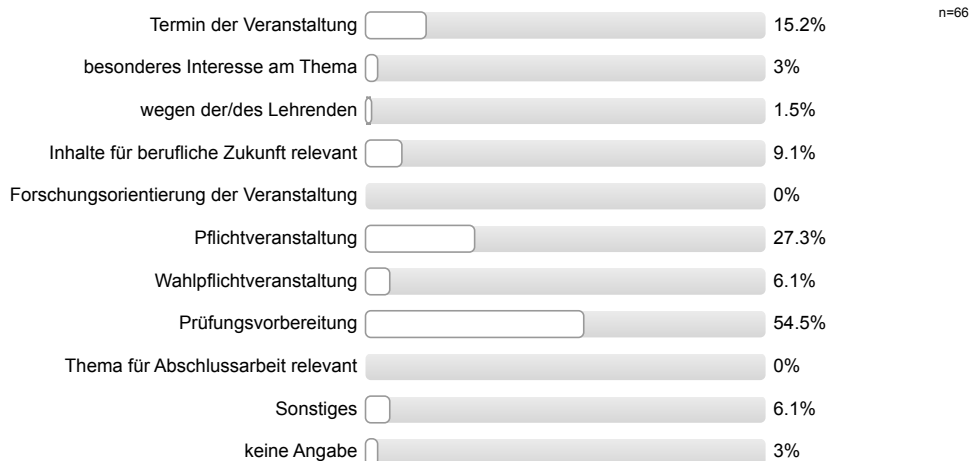 n=66
Termin der Veranstaltung 15.2%
besonderes Interesse am Thema 3%
wegen der/des Lehrenden 1.5%
Inhalte für berufliche Zukunft relevant 9.1%
Forschungsorientierung der Veranstaltung 0%
Pflichtveranstaltung 27.3%
Wahlpflichtveranstaltung 6.1%
Prüfungsvorbereitung 54.5%
Thema für Abschlussarbeit relevant 0%
Sonstiges 6.1%
keine Angabe 3%